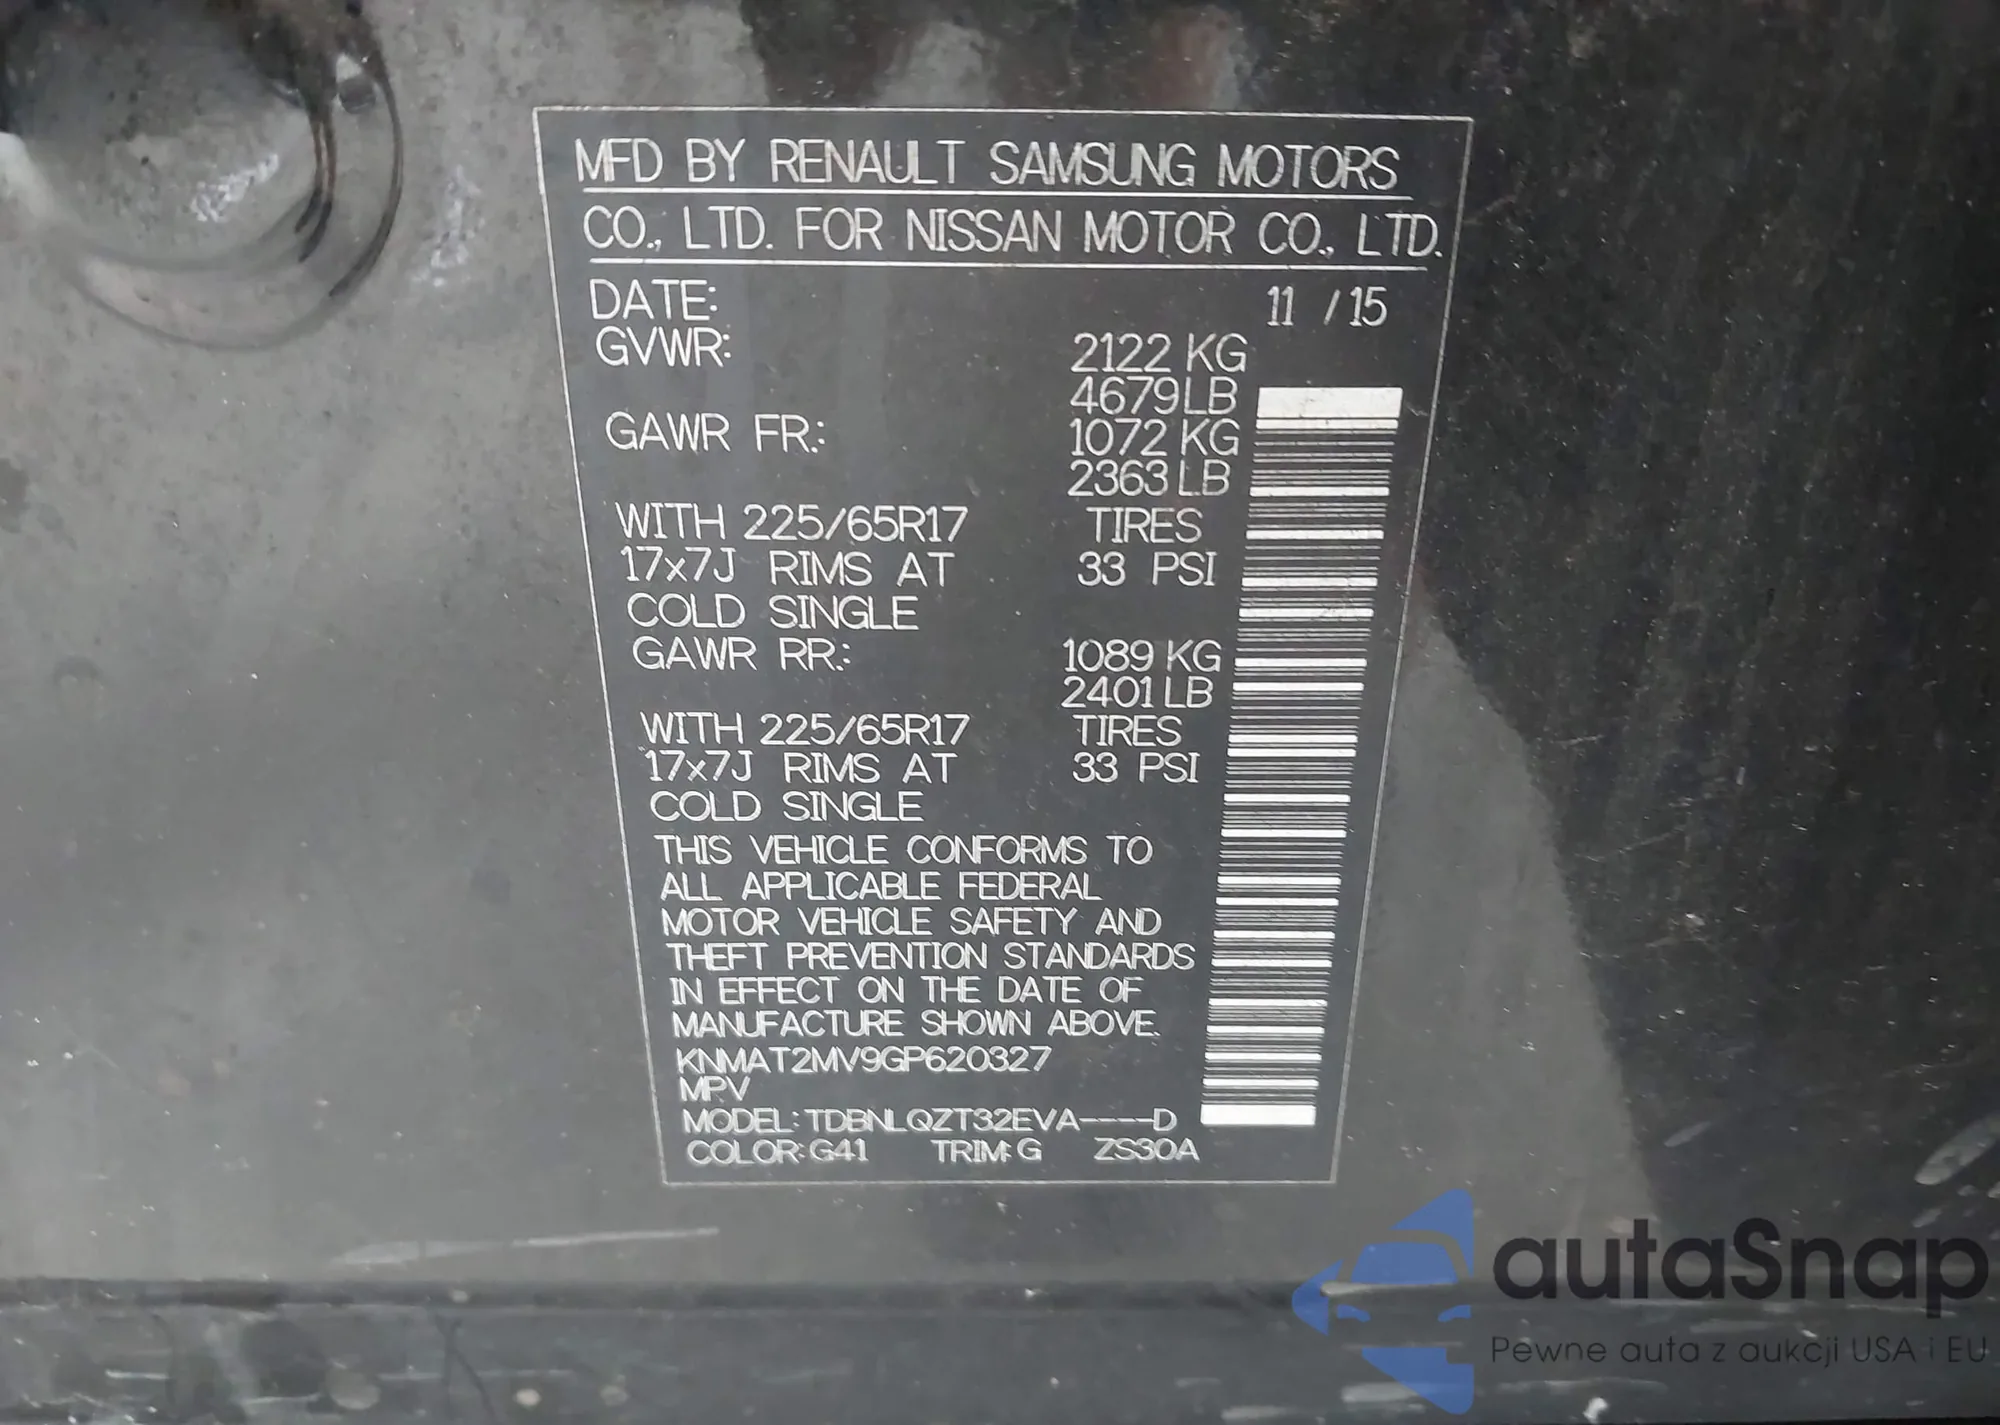 MFD BY RENAULT SAMSUNG MOTORS
CO., LTD. FOR NISSAN MOTOR CO., LTD.
DATE: 11 / 15
GVWR: 2122 KG
4679 LB
GAWR FR.: 1072 KG
2363 LB
WITH 225/65R17 TIRES
17x7J RIMS AT 33 PSI
COLD SINGLE
GAWR RR.: 1089 KG
2401 LB
WITH 225/65R17 TIRES
17x7J RIMS AT 33 PSI
COLD SINGLE
THIS VEHICLE CONFORMS TO
ALL APPLICABLE FEDERAL
MOTOR VEHICLE SAFETY AND
THEFT PREVENTION STANDARDS
IN EFFECT ON THE DATE OF
MANUFACTURE SHOWN ABOVE.
KNMAT2MV9GP620327
MPV
MODEL: TDBNLQZT32EVA----D
COLOR: G41 TRIM: G ZS30A
autaSnap
Pewne auta z aukcji USA i EU